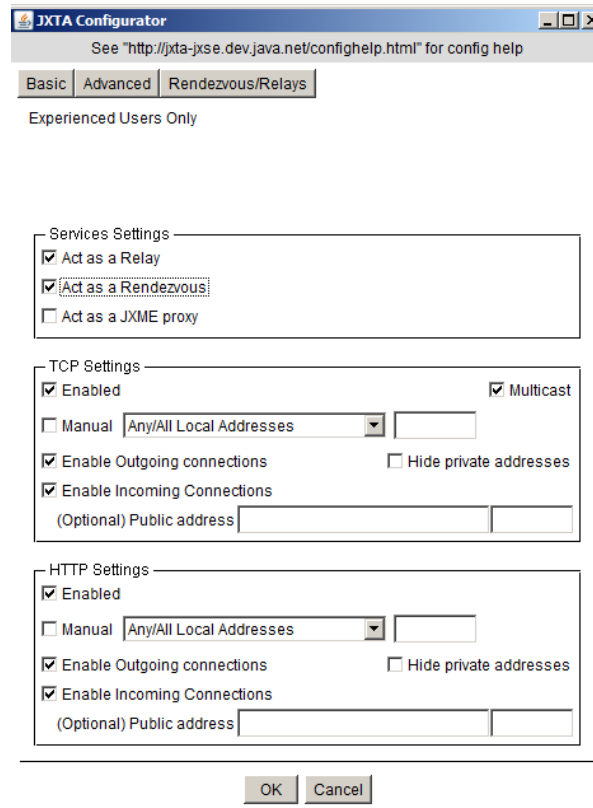 JXTA Configurator
See "http://jxta-jxse.dev.java.net/confighelp.html" for config help
Basic Advanced Rendezvous/Relays
Experienced Users Only
Services Settings
Act as a Relay
Act as a Rendezvous
Act as a JXME proxy
TCP Settings
Enabled Multicast
Manual Any/All Local Addresses
Enable Outgoing connections Hide private addresses
Enable Incoming Connections
(Optional) Public address
HTTP Settings
Enabled
Manual Any/All Local Addresses
Enable Outgoing connections Hide private addresses
Enable Incoming Connections
(Optional) Public address
OK Cancel